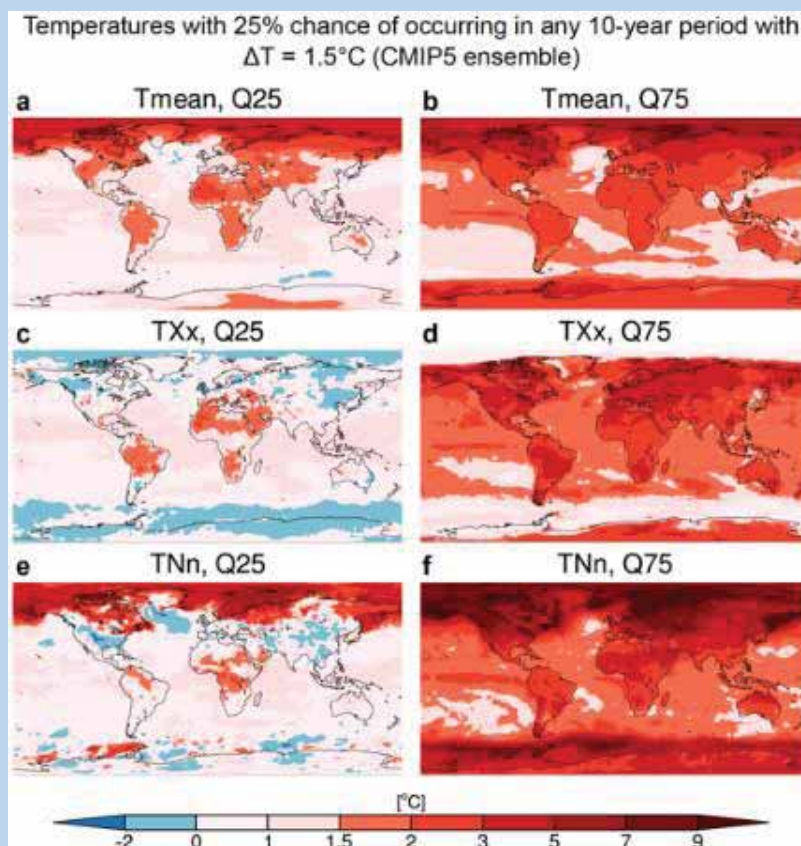 Temperatures with 25% chance of occurring in any 10-year period with
ΔT = 1.5°C (CMIP5 ensemble)
a Tmean, Q25
b Tmean, Q75
c TXx, Q25
d TXx, Q75
e TNn, Q25
f TNn, Q75
[°C]
-2 0 1 1.5 2 3 5 7 9